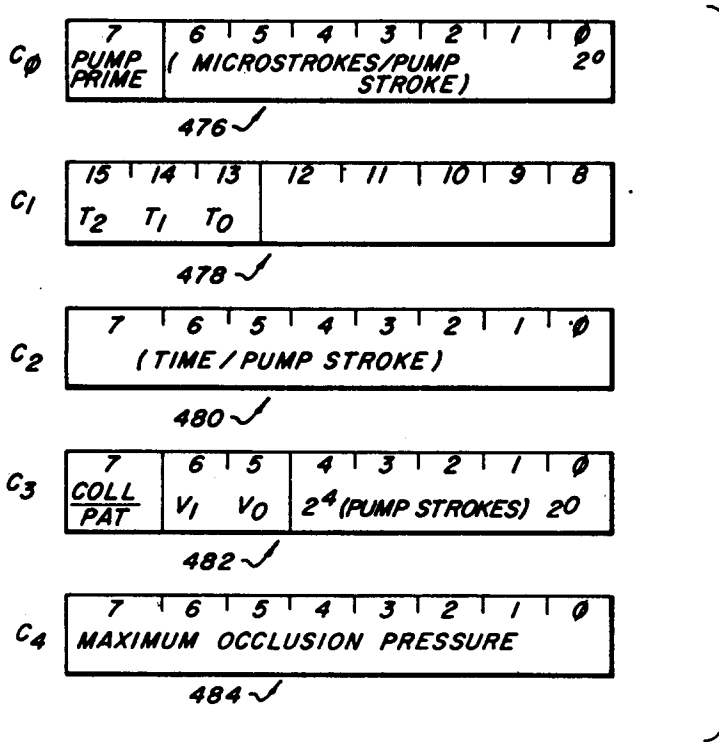 7 6 5 4 3 2 1 Ø
CØ PUMP PRIME ( MICROSTROKES/PUMP STROKE) 2⁰
476
15 14 13 12 11 10 9 8
C1 T2 T1 T0
478
7 6 5 4 3 2 1 Ø
C2 (TIME / PUMP STROKE)
480
7 6 5 4 3 2 1 Ø
C3 COLL/PAT V1 V0 2⁴ (PUMP STROKES) 2⁰
482
7 6 5 4 3 2 1 Ø
C4 MAXIMUM OCCLUSION PRESSURE
484